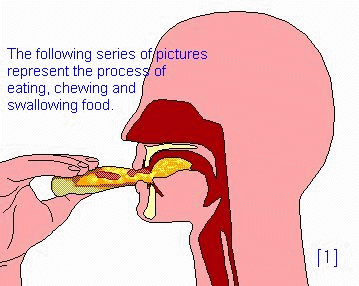 The following series of pictures
represent the process of
eating, chewing and
swallowing food.
[1]